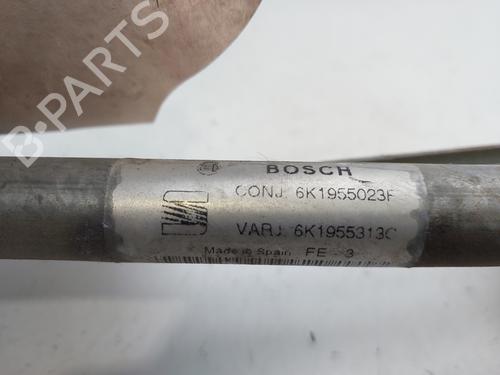 B-PARTS
BOSCH
CONJ. 6K1955023F
VARJ. 6K1955313C
Made in Spain FE - 3